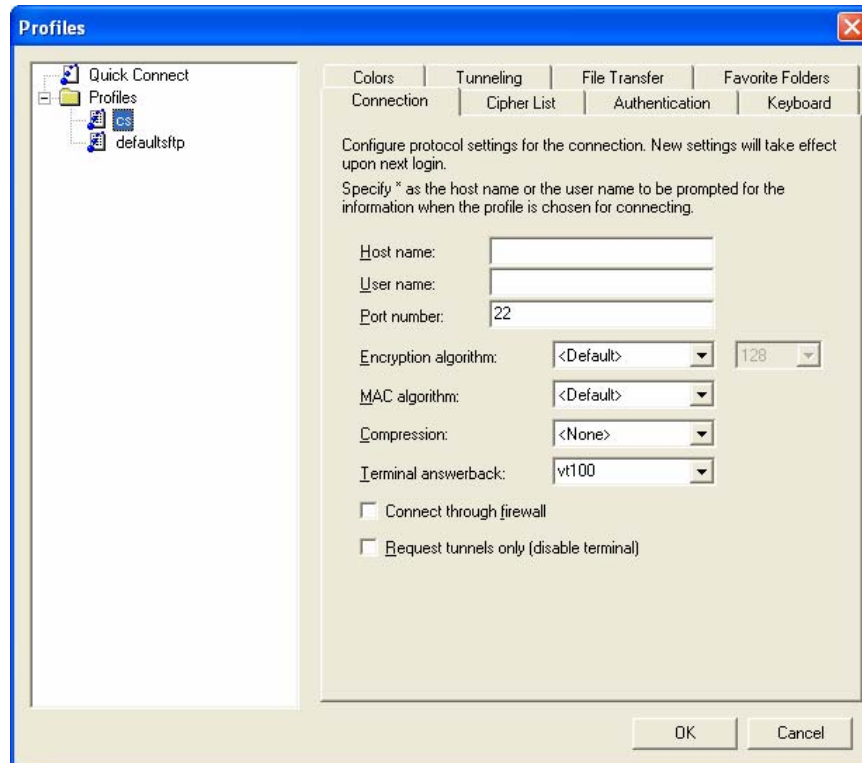 Profiles
Quick Connect
Profiles
cs
defaultsftp
Colors
Tunneling
File Transfer
Favorite Folders
Connection
Cipher List
Authentication
Keyboard
Configure protocol settings for the connection. New settings will take effect
upon next login.
Specify * as the host name or the user name to be prompted for the
information when the profile is chosen for connecting.
Host name:
User name:
Port number: 22
Encryption algorithm: <Default> 128
MAC algorithm: <Default>
Compression: <None>
Terminal answerback: vt100
Connect through firewall
Request tunnels only (disable terminal)
OK
Cancel